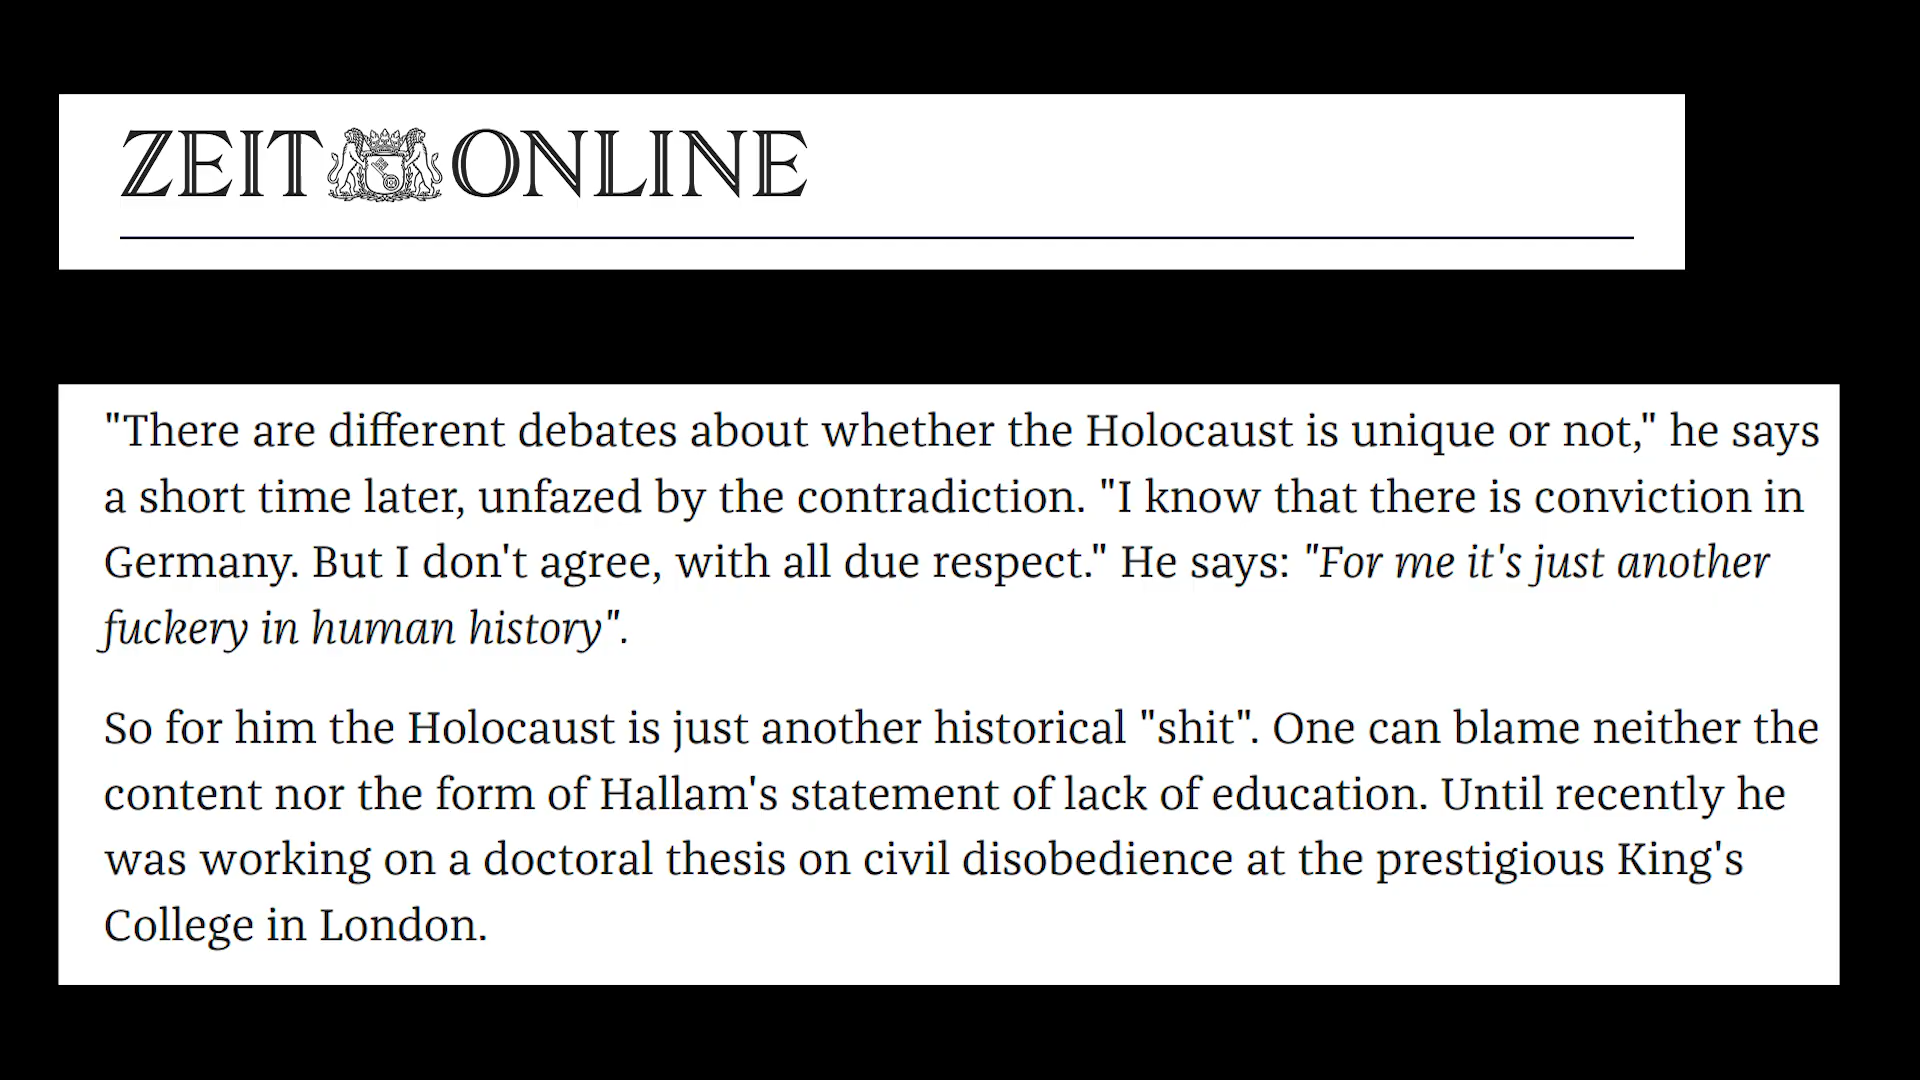 ZEIT ONLINE
"There are different debates about whether the Holocaust is unique or not," he says
a short time later, unfazed by the contradiction. "I know that there is conviction in
Germany. But I don't agree, with all due respect." He says: "For me it's just another
fuckery in human history".
So for him the Holocaust is just another historical "shit". One can blame neither the
content nor the form of Hallam's statement of lack of education. Until recently he
was working on a doctoral thesis on civil disobedience at the prestigious King's
College in London.